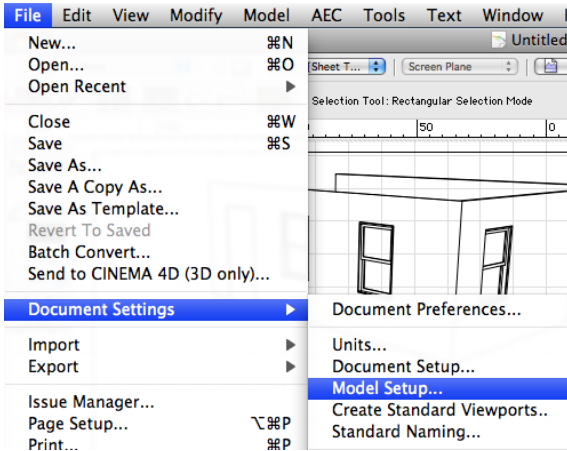 File Edit View Modify Model AEC Tools Text Window
New... ⌘N
Untitled
Open... ⌘O
Sheet T... Screen Plane
Open Recent
Selection Tool: Rectangular Selection Mode
Close ⌘W
50 0
Save ⌘S
Save As...
Save A Copy As...
Save As Template...
Revert To Saved
Batch Convert...
Send to CINEMA 4D (3D only)...
Document Settings
Document Preferences...
Import
Units...
Export
Document Setup...
Model Setup...
Issue Manager...
Create Standard Viewports..
Page Setup... ⌥⌘P
Standard Naming...
Print... ⌘P